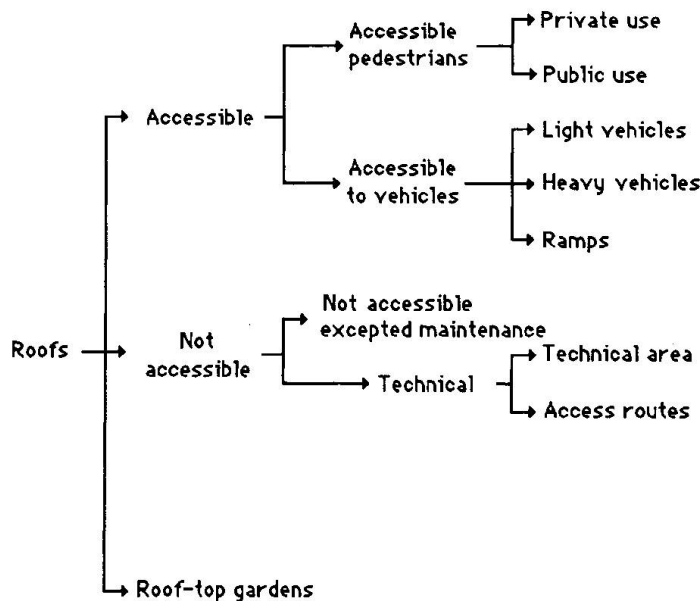 Roofs
Accessible
Accessible
pedestrians
Private use
Public use
Accessible
to vehicles
Light vehicles
Heavy vehicles
Ramps
Not
accessible
Not accessible
excepted maintenance
Technical
Technical area
Access routes
Roof-top gardens